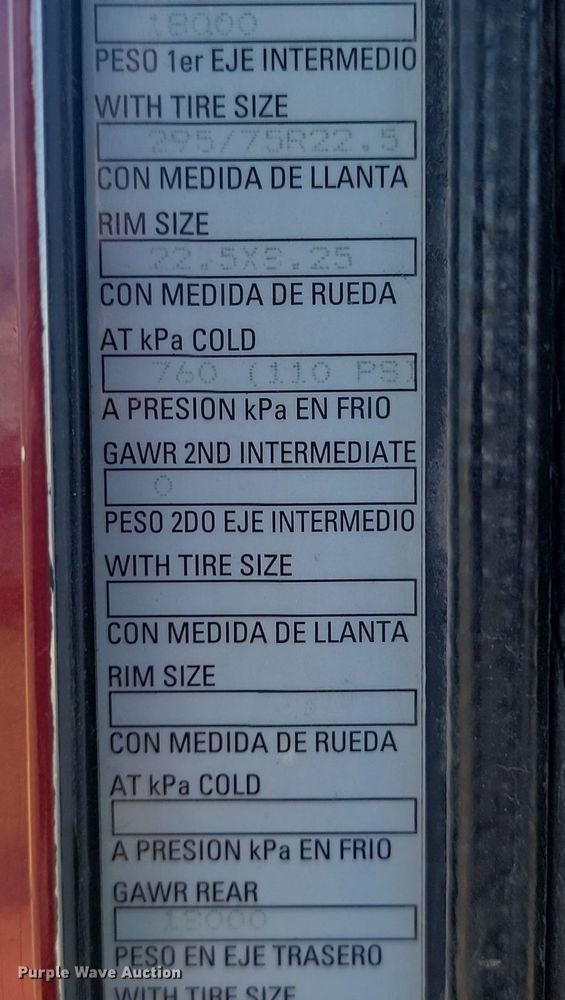 18000
PESO 1er EJE INTERMEDIO
WITH TIRE SIZE
295/75R22.5
CON MEDIDA DE LLANTA
RIM SIZE
22.5X8.25
CON MEDIDA DE RUEDA
AT kPa COLD
760 (110 PSI
A PRESION kPa EN FRIO
GAWR 2ND INTERMEDIATE
0
PESO 2DO EJE INTERMEDIO
WITH TIRE SIZE
CON MEDIDA DE LLANTA
RIM SIZE
CON MEDIDA DE RUEDA
AT kPa COLD
A PRESION kPa EN FRIO
GAWR REAR
18000
PESO EN EJE TRASERO
WITH TIRE SIZE
Purple Wave Auction